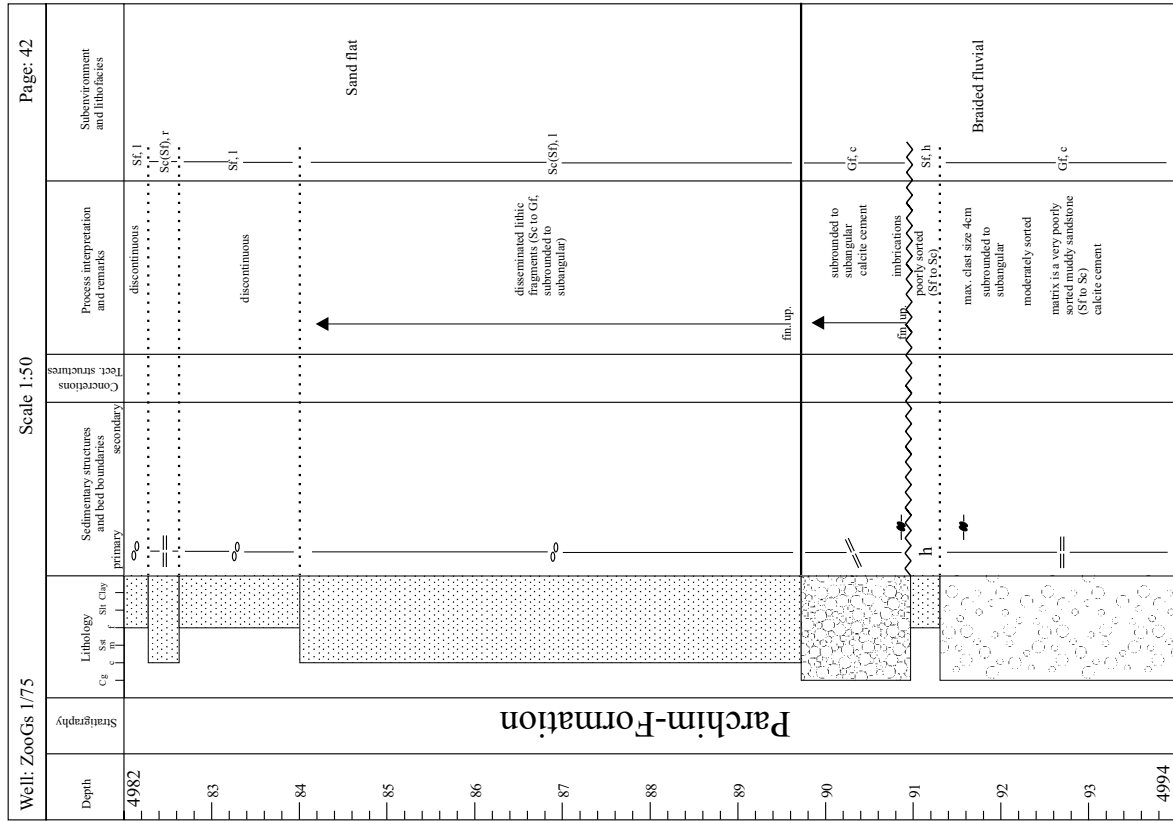 Well: ZooGs 1/75
Scale 1:50
Page: 42
Depth
Stratigraphy
Lithology
Cg
Sst
c
m
f
Slt
Clay
Sedimentary structures
and bed boundaries
primary
secondary
Concretions
Tect. structures
Process interpretation
and remarks
Subenvironment
and lithofacies
4982
83
84
85
86
87
88
89
90
91
92
93
4994
Parchim-Formation
h
discontinuous
discontinuous
disseminated lithic
fragments (Sc to Gf,
subrounded to
subangular)
fin. up.
subrounded to
subangular
calcite cement
imbrications
fin. up.
poorly sorted
(Sf to Sc)
max. clast size 4cm
subrounded to
subangular
moderately sorted
matrix is a very poorly
sorted muddy sandstone
(Sf to Sc)
calcite cement
Sf, l
Sc(Sf), r
Sf, l
Sc(Sf), l
Gf, c
Sf, h
Gf, c
Sand flat
Braided fluvial